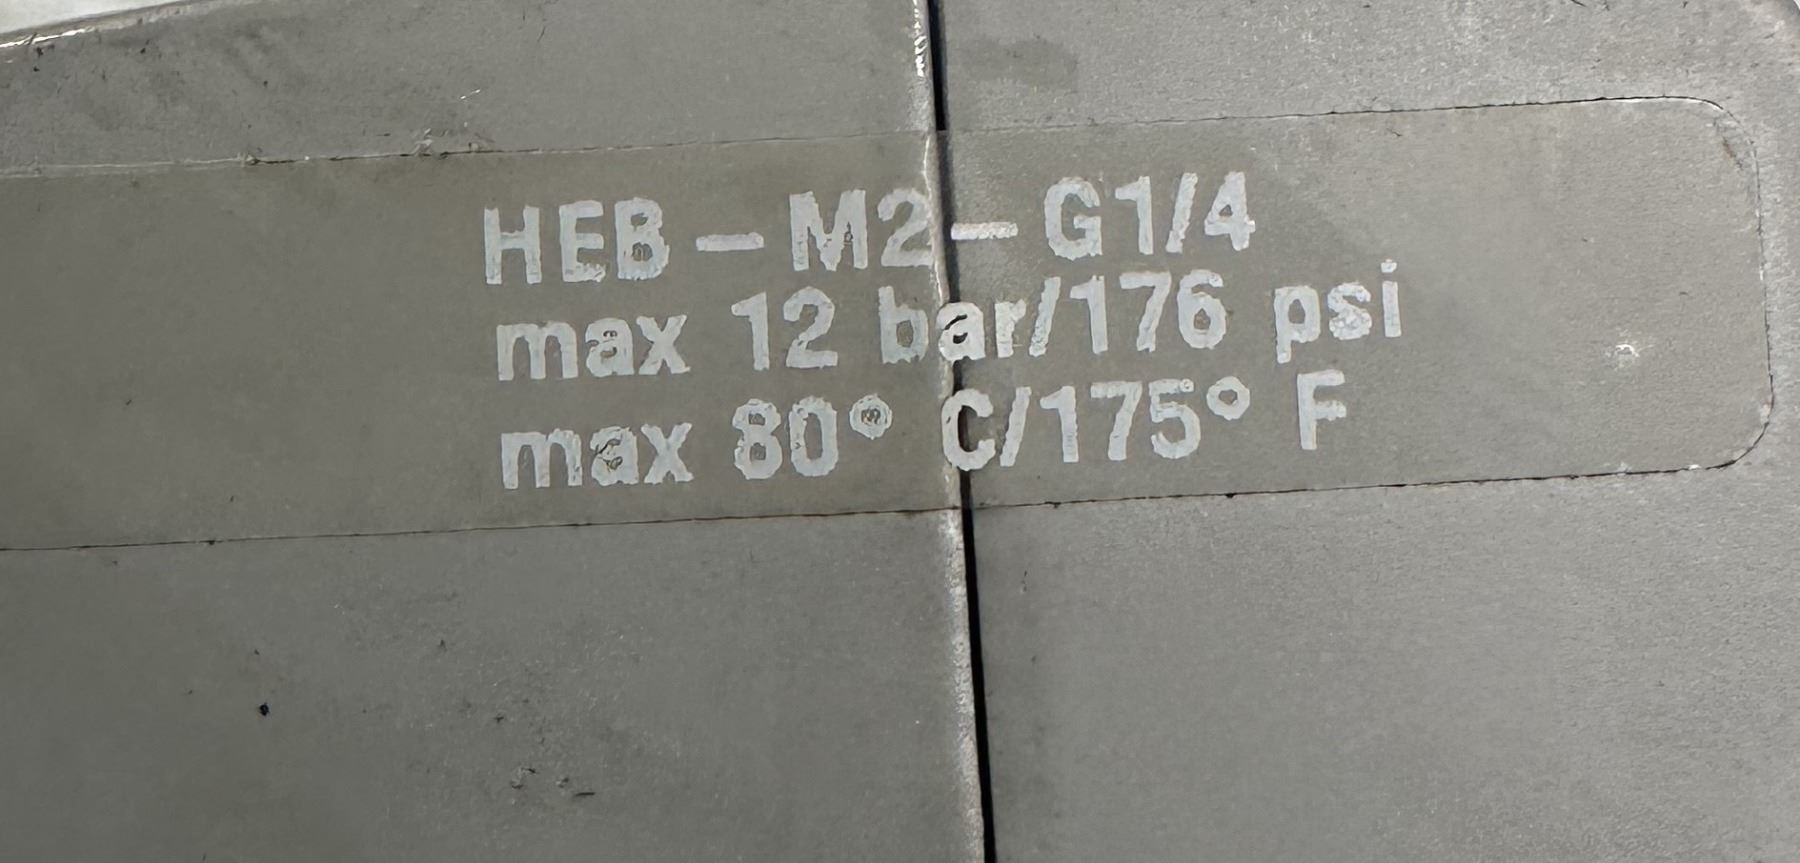 HEB-M2-G1/4
max 12 bar/176 psi
max 80° C/175° F